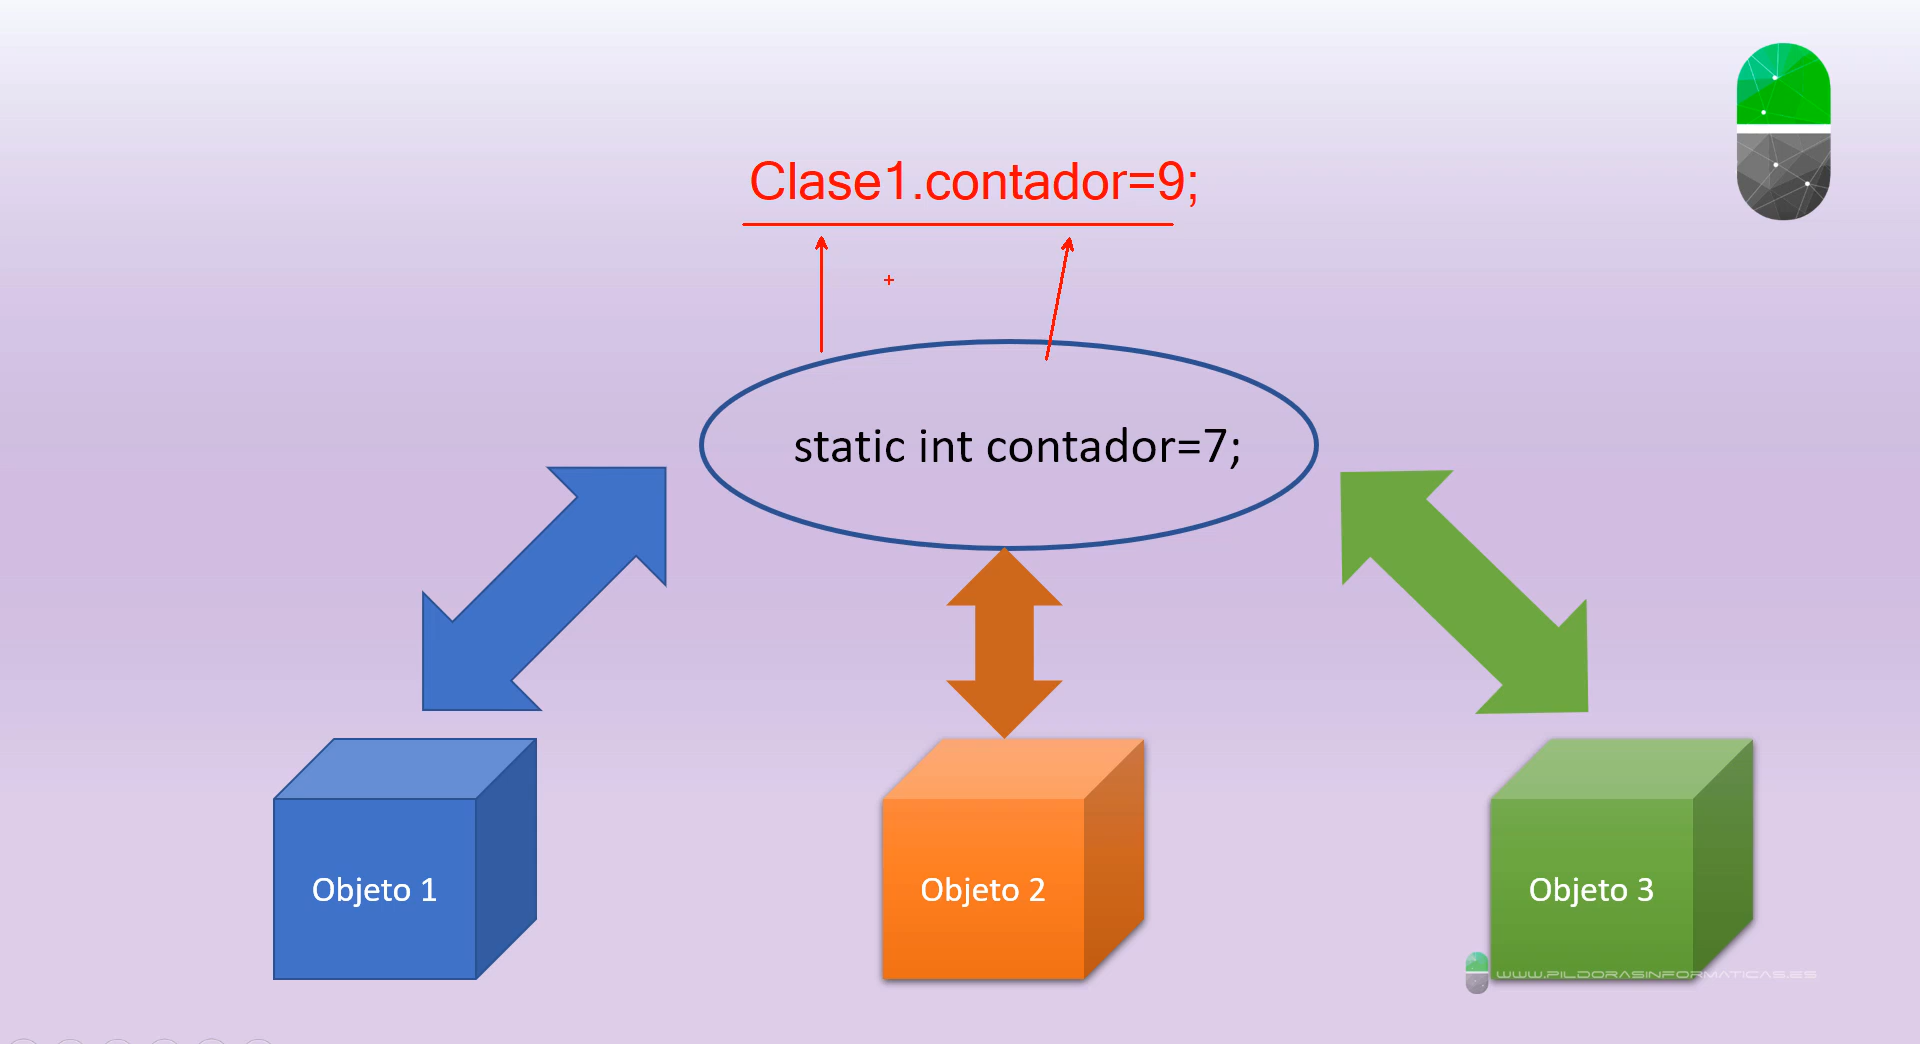 Clase1.contador=9;
static int contador=7;
Objeto 1
Objeto 2
Objeto 3
WWW.PILDORASINFORMATICAS.ES